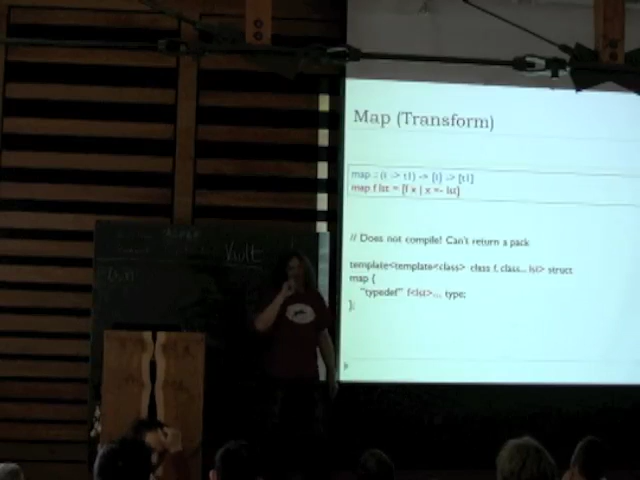 Map (Transform)
map :: (t -> t1) -> [t] -> [t1]
map f lst = [f x | x <- lst]
// Does not compile! Can't return a pack
template<template<class> class f, class... lst> struct
map {
"typedef" f<lst>... type;
};
Vault